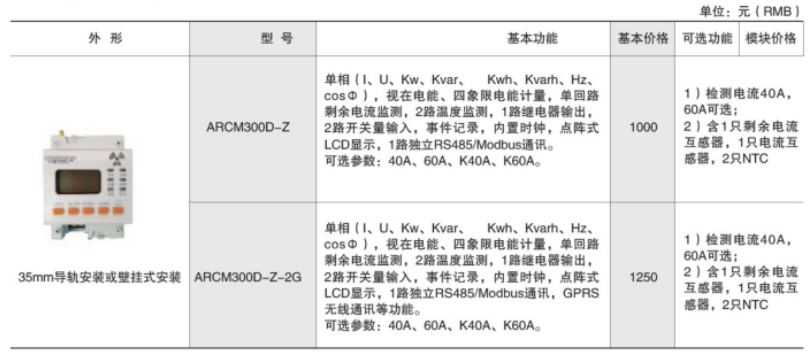 单位：元（RMB）
外 形
型 号
基本功能
基本价格
可选功能
模块价格
35mm导轨安装或壁挂式安装
ARCM300D-Z
单相（I、U、Kw、Kvar、 Kwh、Kvarh、Hz、
cosΦ），视在电能、四象限电能计量，单回路
剩余电流监测，2路温度监测，1路继电器输出，
2路开关量输入，事件记录，内置时钟，点阵式
LCD显示，1路独立RS485/Modbus通讯。
可选参数：40A、60A、K40A、K60A。
1000
1）检测电流40A，
60A可选；
2）含1只剩余电流
互感器，1只电流互
感器，2只NTC
ARCM300D-Z-2G
单相（I、U、Kw、Kvar、 Kwh、Kvarh、Hz、
cosΦ），视在电能、四象限电能计量，单回路
剩余电流监测，2路温度监测，1路继电器输出，
2路开关量输入，事件记录，内置时钟，点阵式
LCD显示，1路独立RS485/Modbus通讯，GPRS
无线通讯等功能。
可选参数：40A、60A、K40A、K60A。
1250
1）检测电流40A，
60A可选；
2）含1只剩余电流
互感器，1只电流互
感器，2只NTC